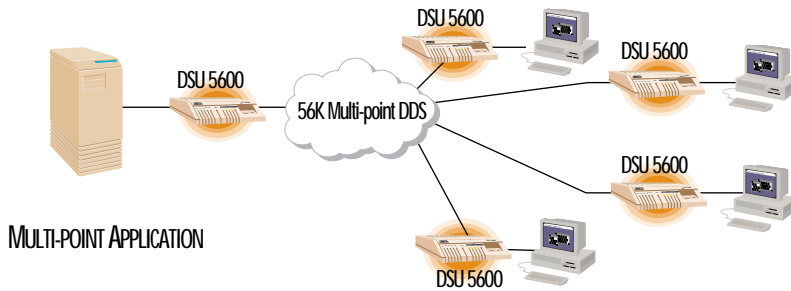 DSU 5600
DSU 5600
DSU 5600
56K Multi-point DDS
DSU 5600
MULTI-POINT APPLICATION
DSU 5600